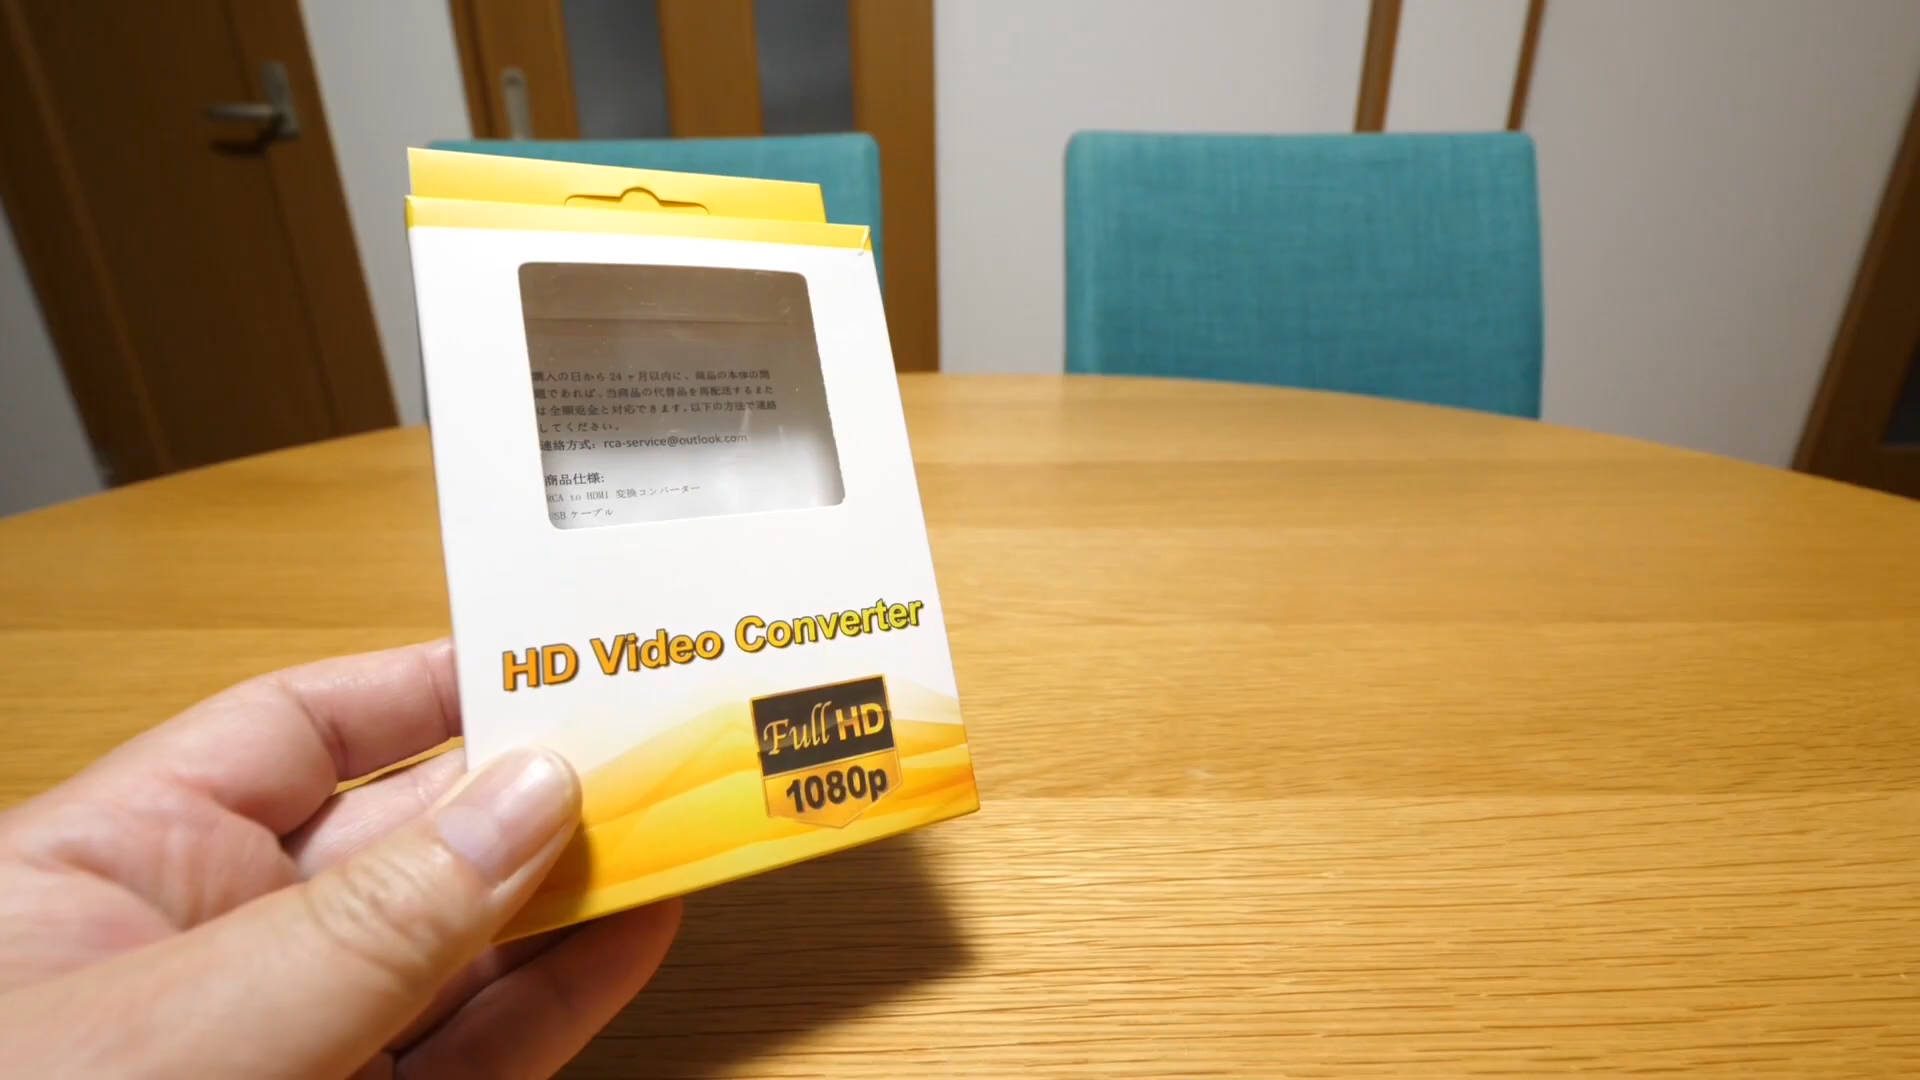 購入の日から 24 ヶ月以内に、商品の本体の問
題であれば、当商品の代替品を再配送するまた
は全額返金と対応できます。以下の方法で連絡
してください。
連絡方式：rca-service@outlook.com
商品仕様:
RCA to HDMI 変換コンバーター
USB ケーブル
HD Video Converter
Full HD
1080p